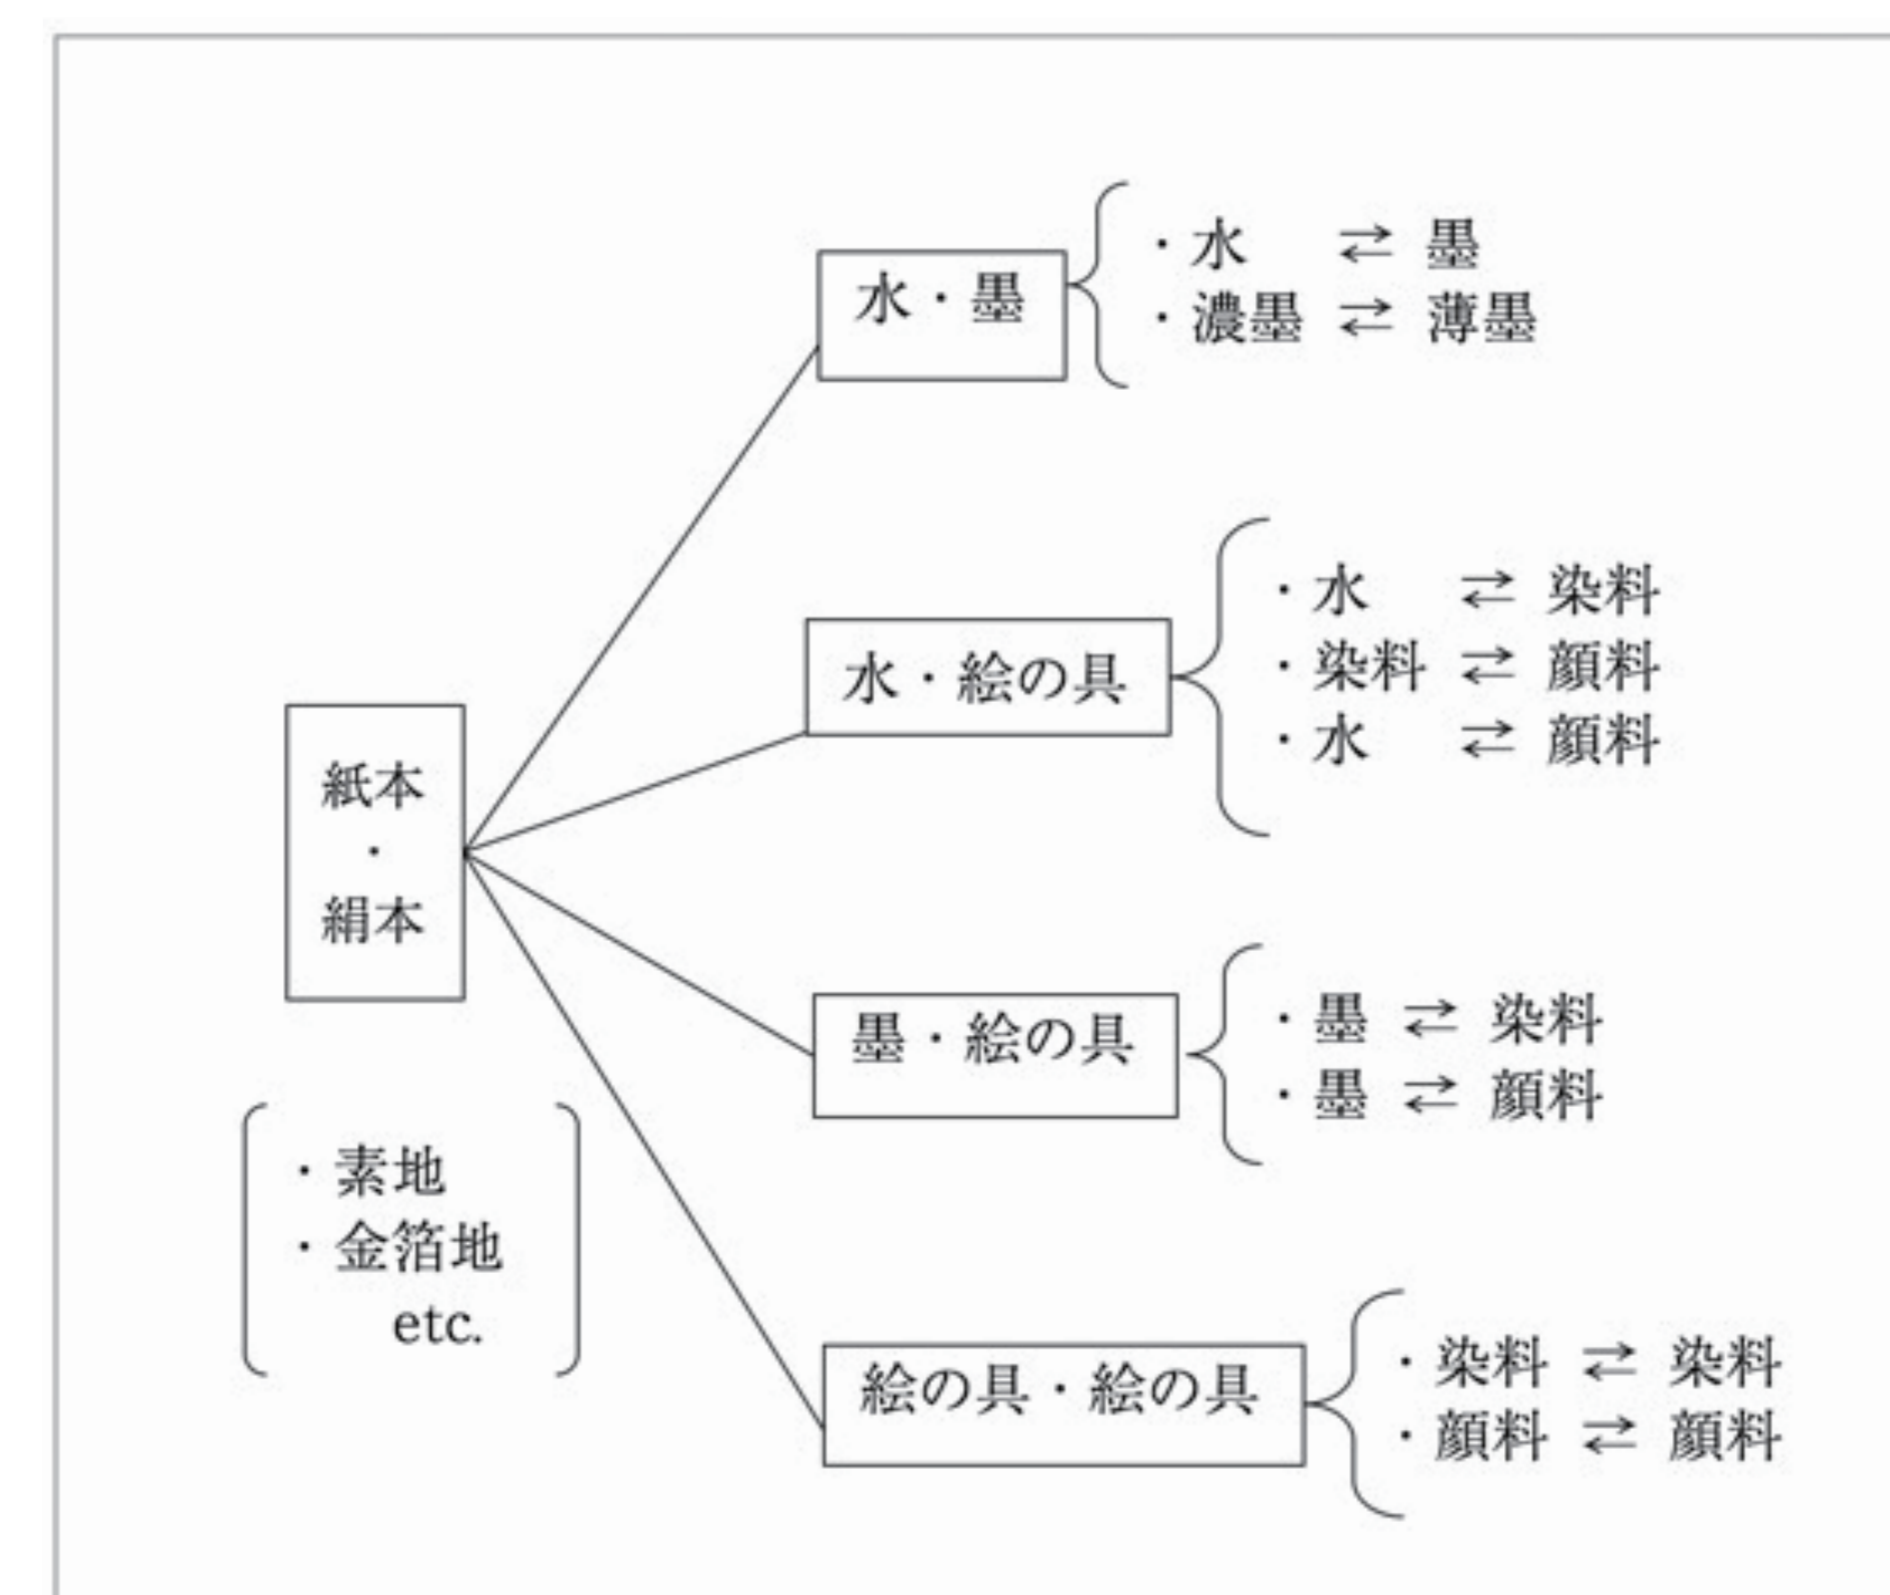 水・墨
・水 ⇄ 墨
・濃墨 ⇄ 薄墨
水・絵の具
・水 ⇄ 染料
・染料 ⇄ 顔料
・水 ⇄ 顔料
紙本
・
絹本
・素地
・金箔地
etc.
墨・絵の具
・墨 ⇄ 染料
・墨 ⇄ 顔料
絵の具・絵の具
・染料 ⇄ 染料
・顔料 ⇄ 顔料